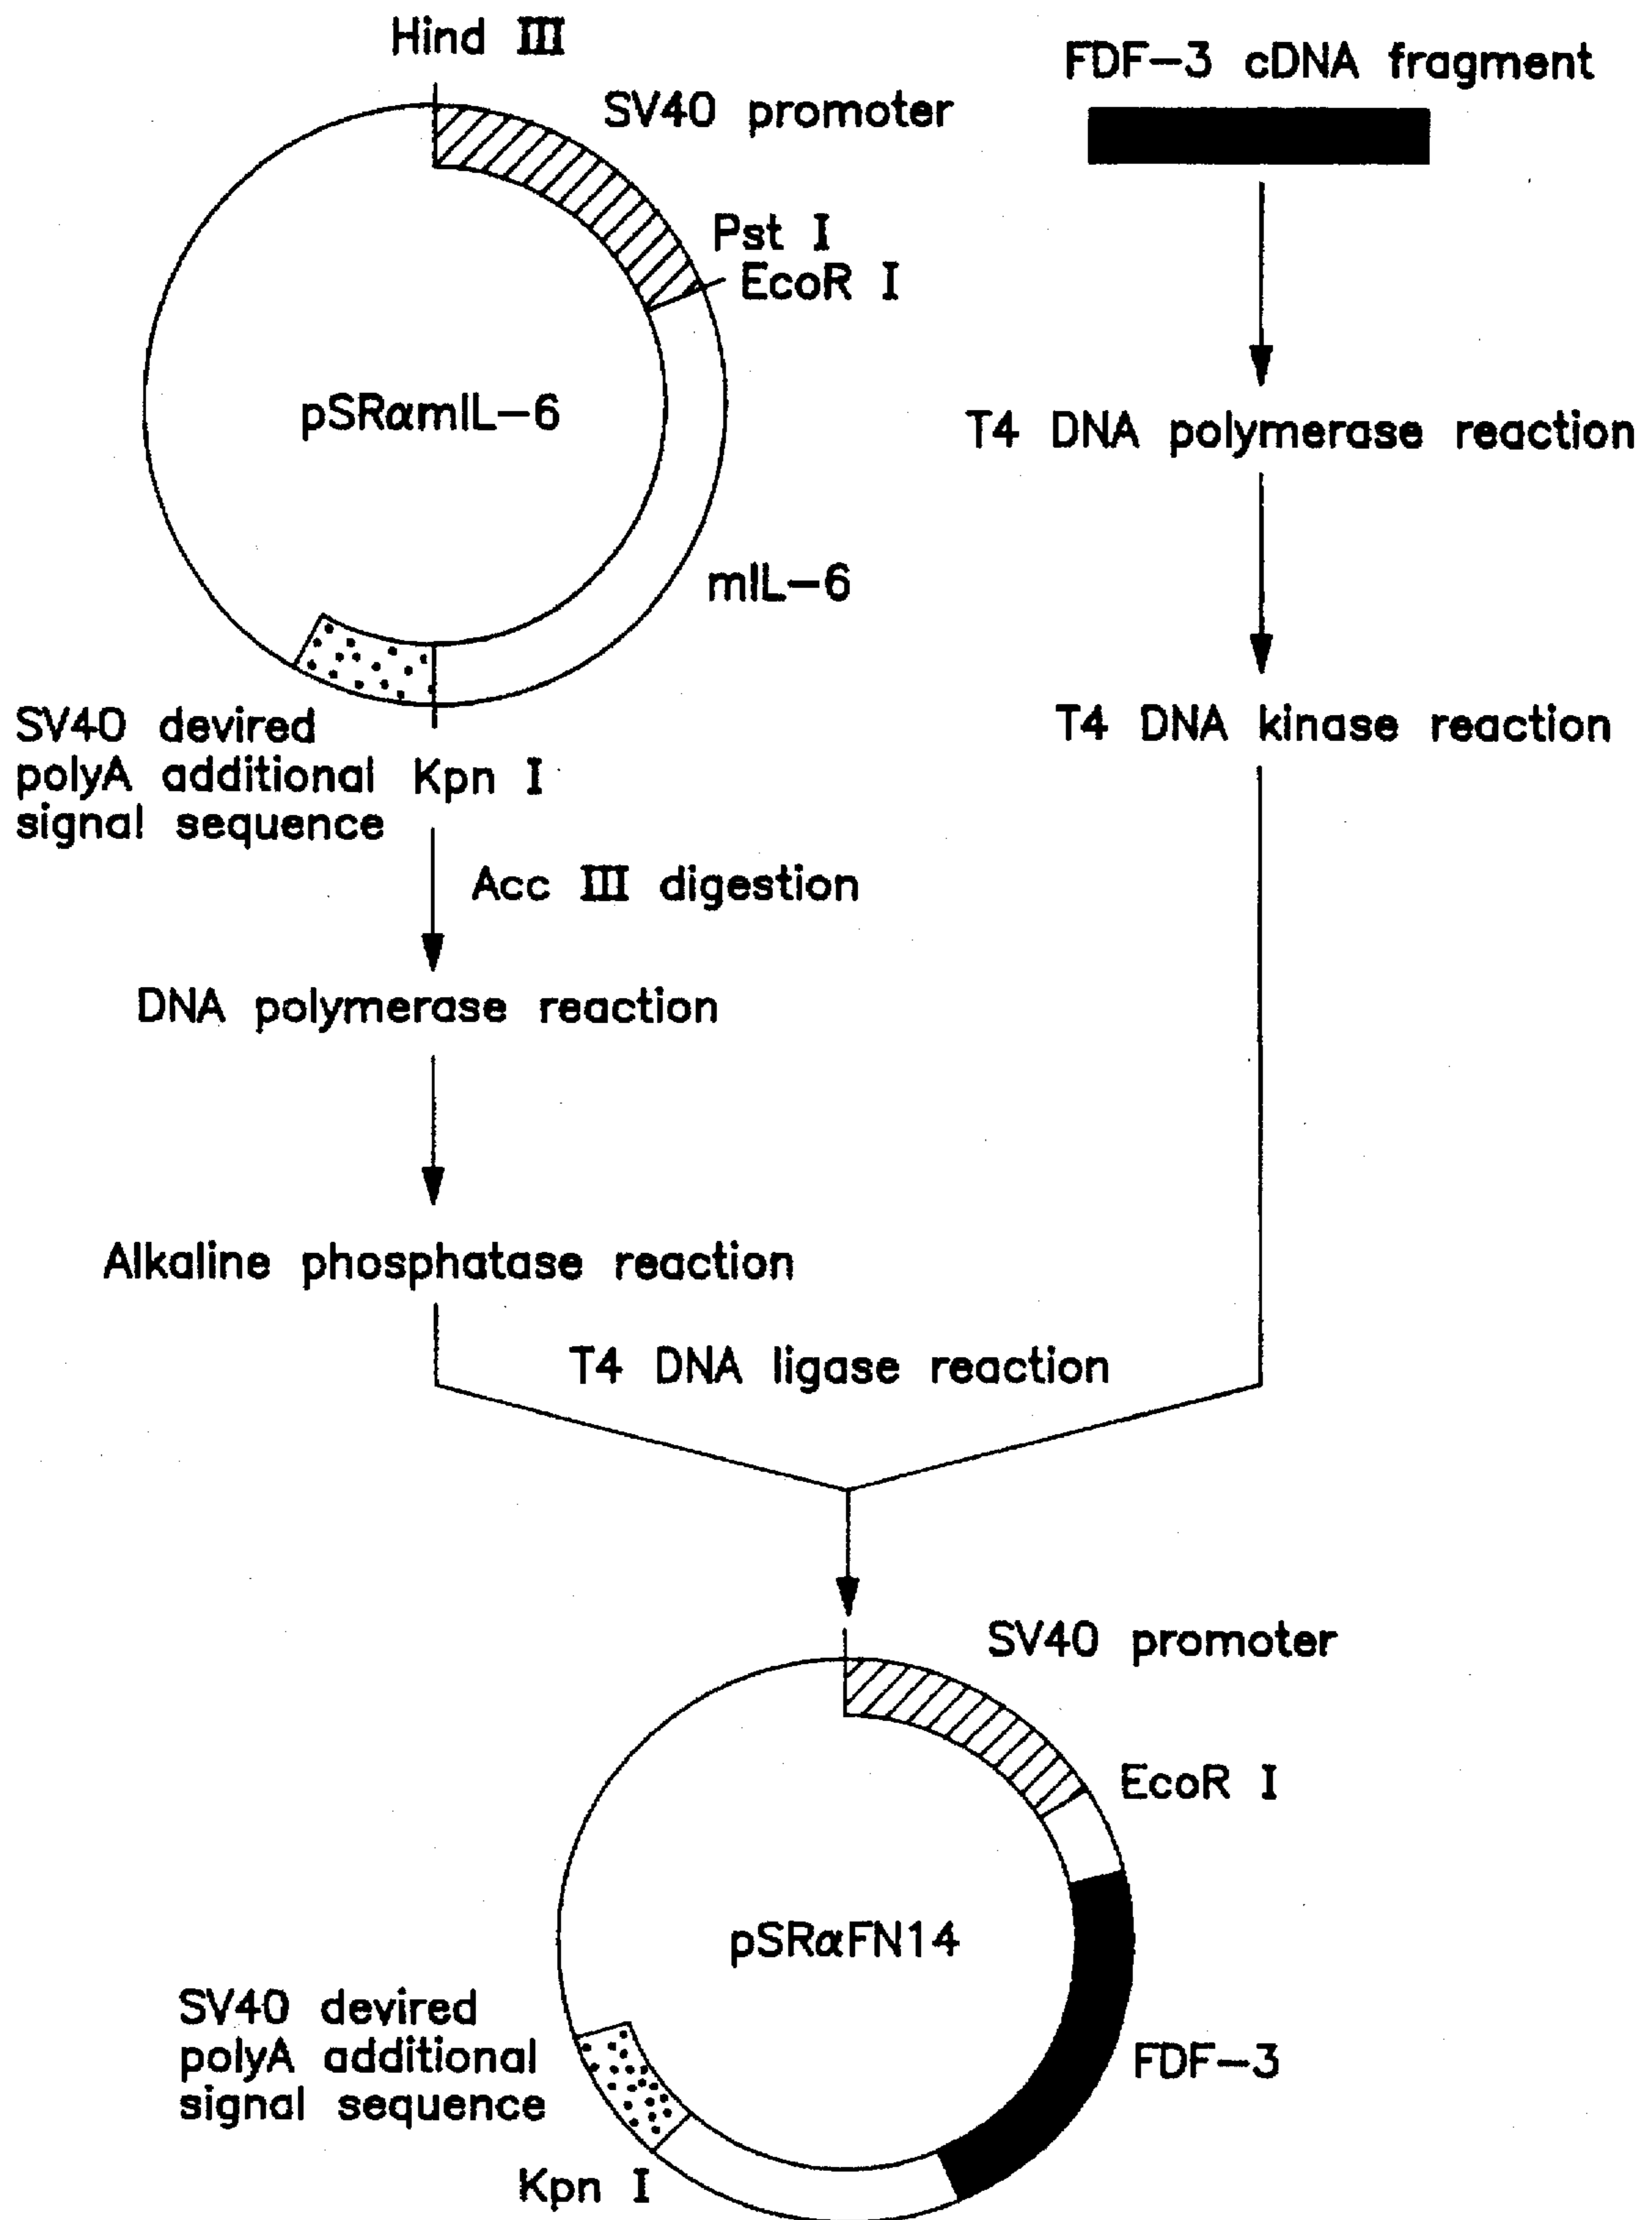 Hind III
SV40 promoter
Pst I
EcoR I
pSRαmIL-6
mIL-6
SV40 devired
polyA additional
signal sequence
Kpn I
Acc III digestion
DNA polymerase reaction
Alkaline phosphatase reaction
FDF-3 cDNA fragment
T4 DNA polymerase reaction
T4 DNA kinase reaction
T4 DNA ligase reaction
SV40 promoter
EcoR I
pSRαFN14
FDF-3
SV40 devired
polyA additional
signal sequence
Kpn I